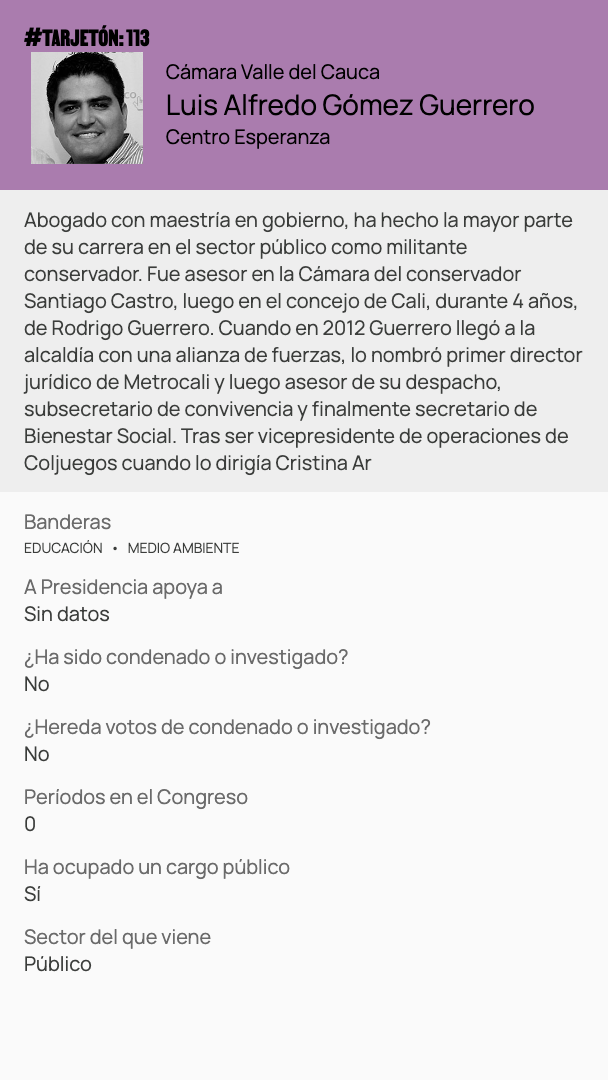 #TARJETÓN: 113
Cámara Valle del Cauca
Luis Alfredo Gómez Guerrero
Centro Esperanza
Abogado con maestría en gobierno, ha hecho la mayor parte
de su carrera en el sector público como militante
conservador. Fue asesor en la Cámara del conservador
Santiago Castro, luego en el concejo de Cali, durante 4 años,
de Rodrigo Guerrero. Cuando en 2012 Guerrero llegó a la
alcaldía con una alianza de fuerzas, lo nombró primer director
jurídico de Metrocali y luego asesor de su despacho,
subsecretario de convivencia y finalmente secretario de
Bienestar Social. Tras ser vicepresidente de operaciones de
Coljuegos cuando lo dirigía Cristina Ar
Banderas
EDUCACIÓN • MEDIO AMBIENTE
A Presidencia apoya a
Sin datos
¿Ha sido condenado o investigado?
No
¿Hereda votos de condenado o investigado?
No
Períodos en el Congreso
0
Ha ocupado un cargo público
Sí
Sector del que viene
Público